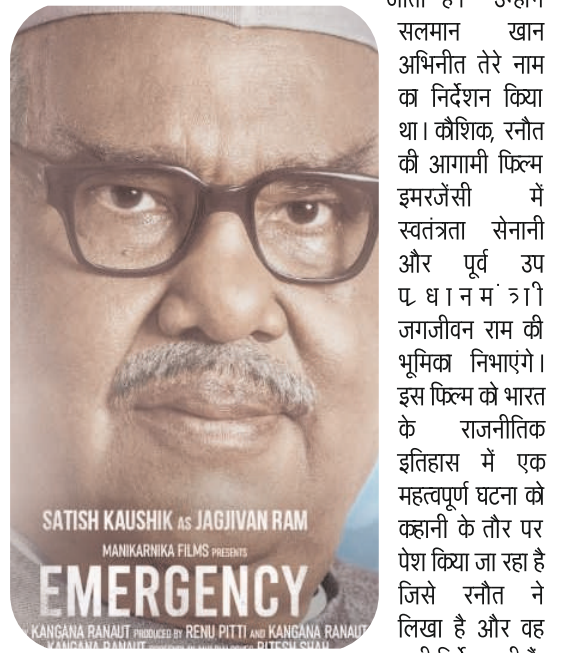 सलमान खान
अभिनीत तेरे नाम
का निर्देशन किया
था। कौशिक, रनौत
की आगामी फिल्म
इमरजेंसी में
स्वतंत्रता सेनानी
और पूर्व उप
प्रधानमंत्री
जगजीवन राम की
भूमिका निभाएंगे।
इस फिल्म को भारत
के राजनीतिक
इतिहास में एक
महत्वपूर्ण घटना को
कहानी के तौर पर
पेश किया जा रहा है
जिसे रनौत ने
लिखा है और वह
SATISH KAUSHIK AS JAGJIVAN RAM
MANIKARNIKA FILMS PRESENTS
EMERGENCY
KANGANA RANAUT PRODUCED BY RENU PITTI AND KANGANA RANAUT